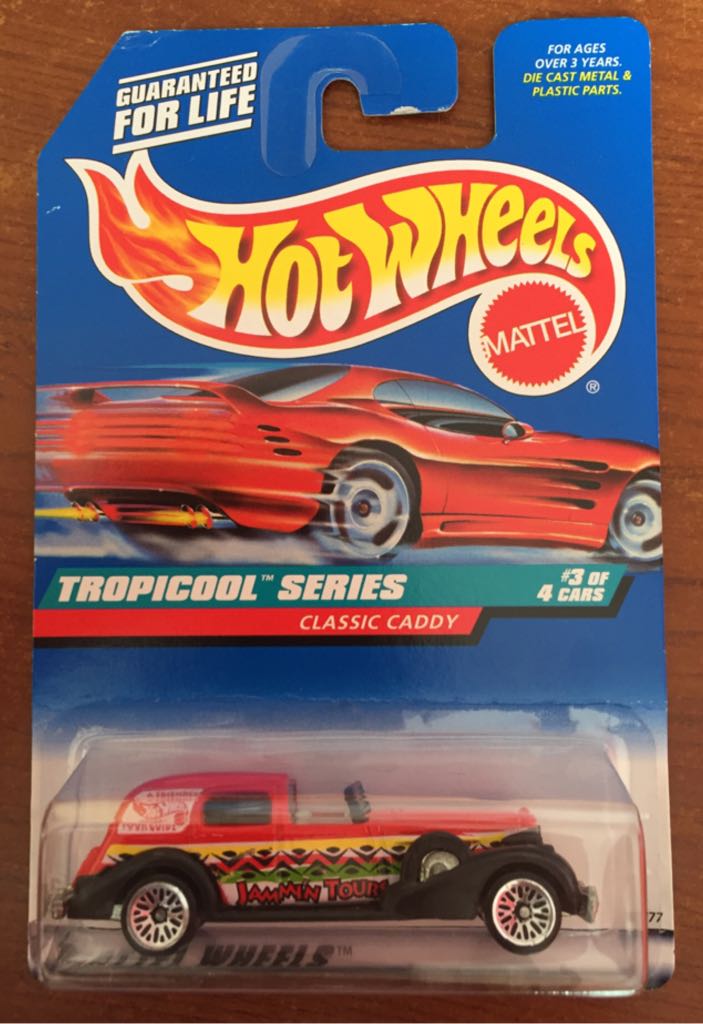 GUARANTEED
FOR LIFE
FOR AGES
OVER 3 YEARS.
DIE CAST METAL &
PLASTIC PARTS.
HOT WHEELS
MATTEL
®
TROPICOOL™ SERIES
#3 OF
4 CARS
CLASSIC CADDY
JAMMIN TOURS
77
WHEELS™